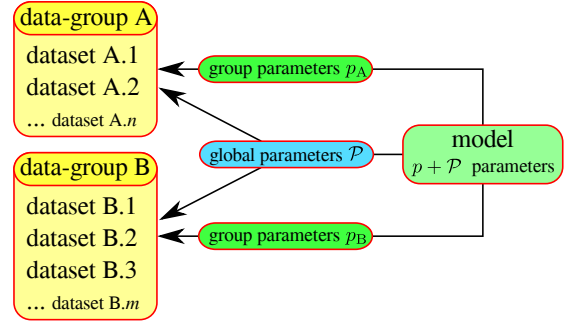 data-group A
dataset A.1
dataset A.2
... dataset A.n
data-group B
dataset B.1
dataset B.2
dataset B.3
... dataset B.m
group parameters p_A
global parameters 𝒫
group parameters p_B
model
p + 𝒫 parameters